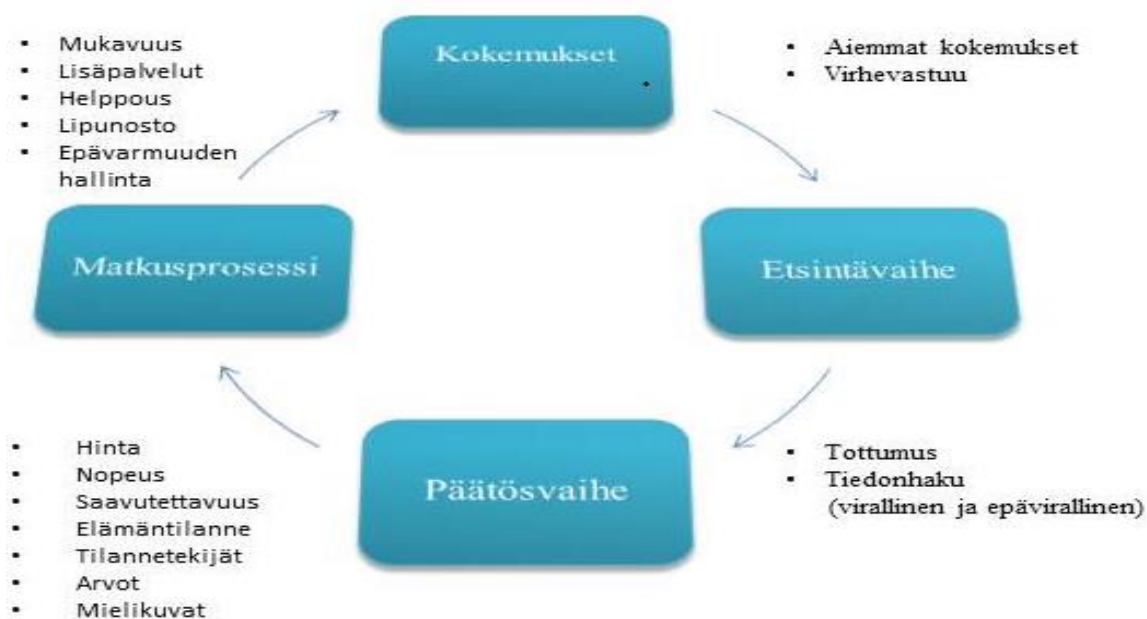 Kokemukset
• Aiemmat kokemukset
• Virhevastuu
Etsintävaihe
• Tottumus
• Tiedonhaku
(virallinen ja epävirallinen)
Päätösvaihe
• Hinta
• Nopeus
• Saavutettavuus
• Elämäntilanne
• Tilannetekijät
• Arvot
• Mielikuvat
Matkusprosessi
• Mukavuus
• Lisäpalvelut
• Helppous
• Lipunosto
• Epävarmuuden
hallinta